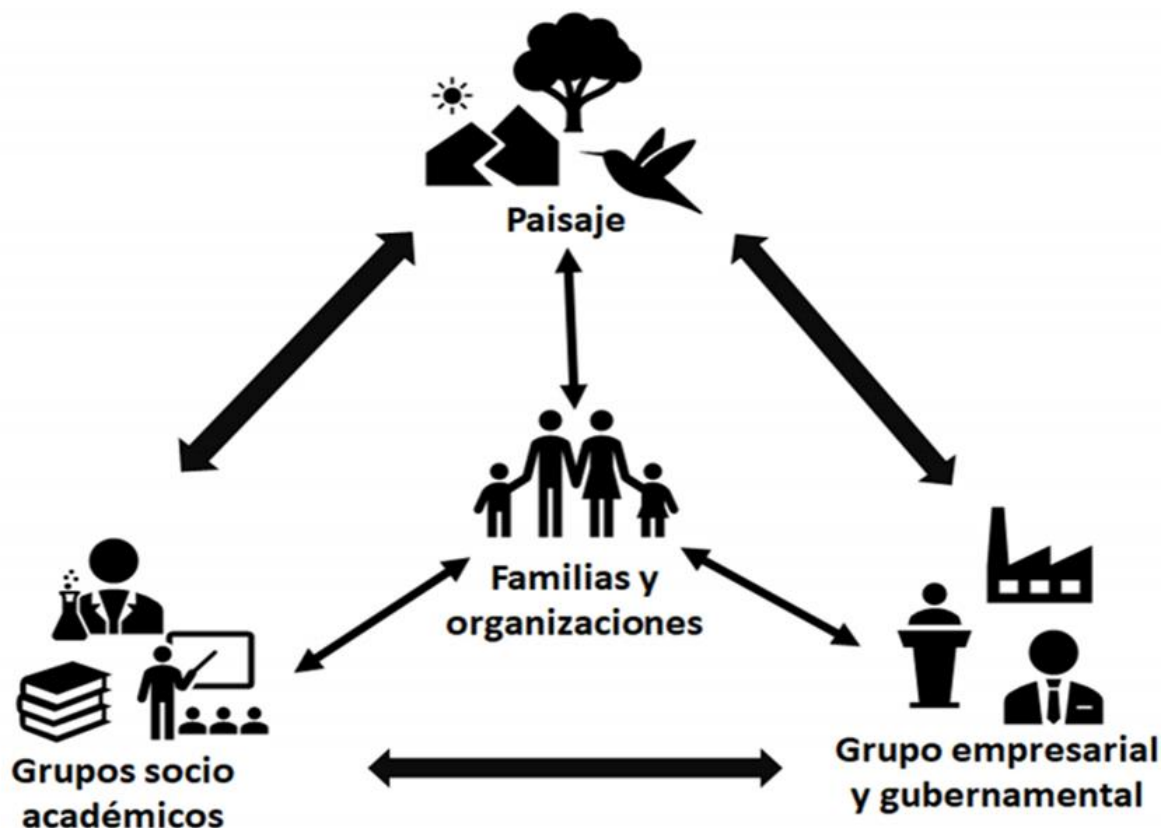 Paisaje
Familias y
organizaciones
Grupos socio
académicos
Grupo empresarial
y gubernamental